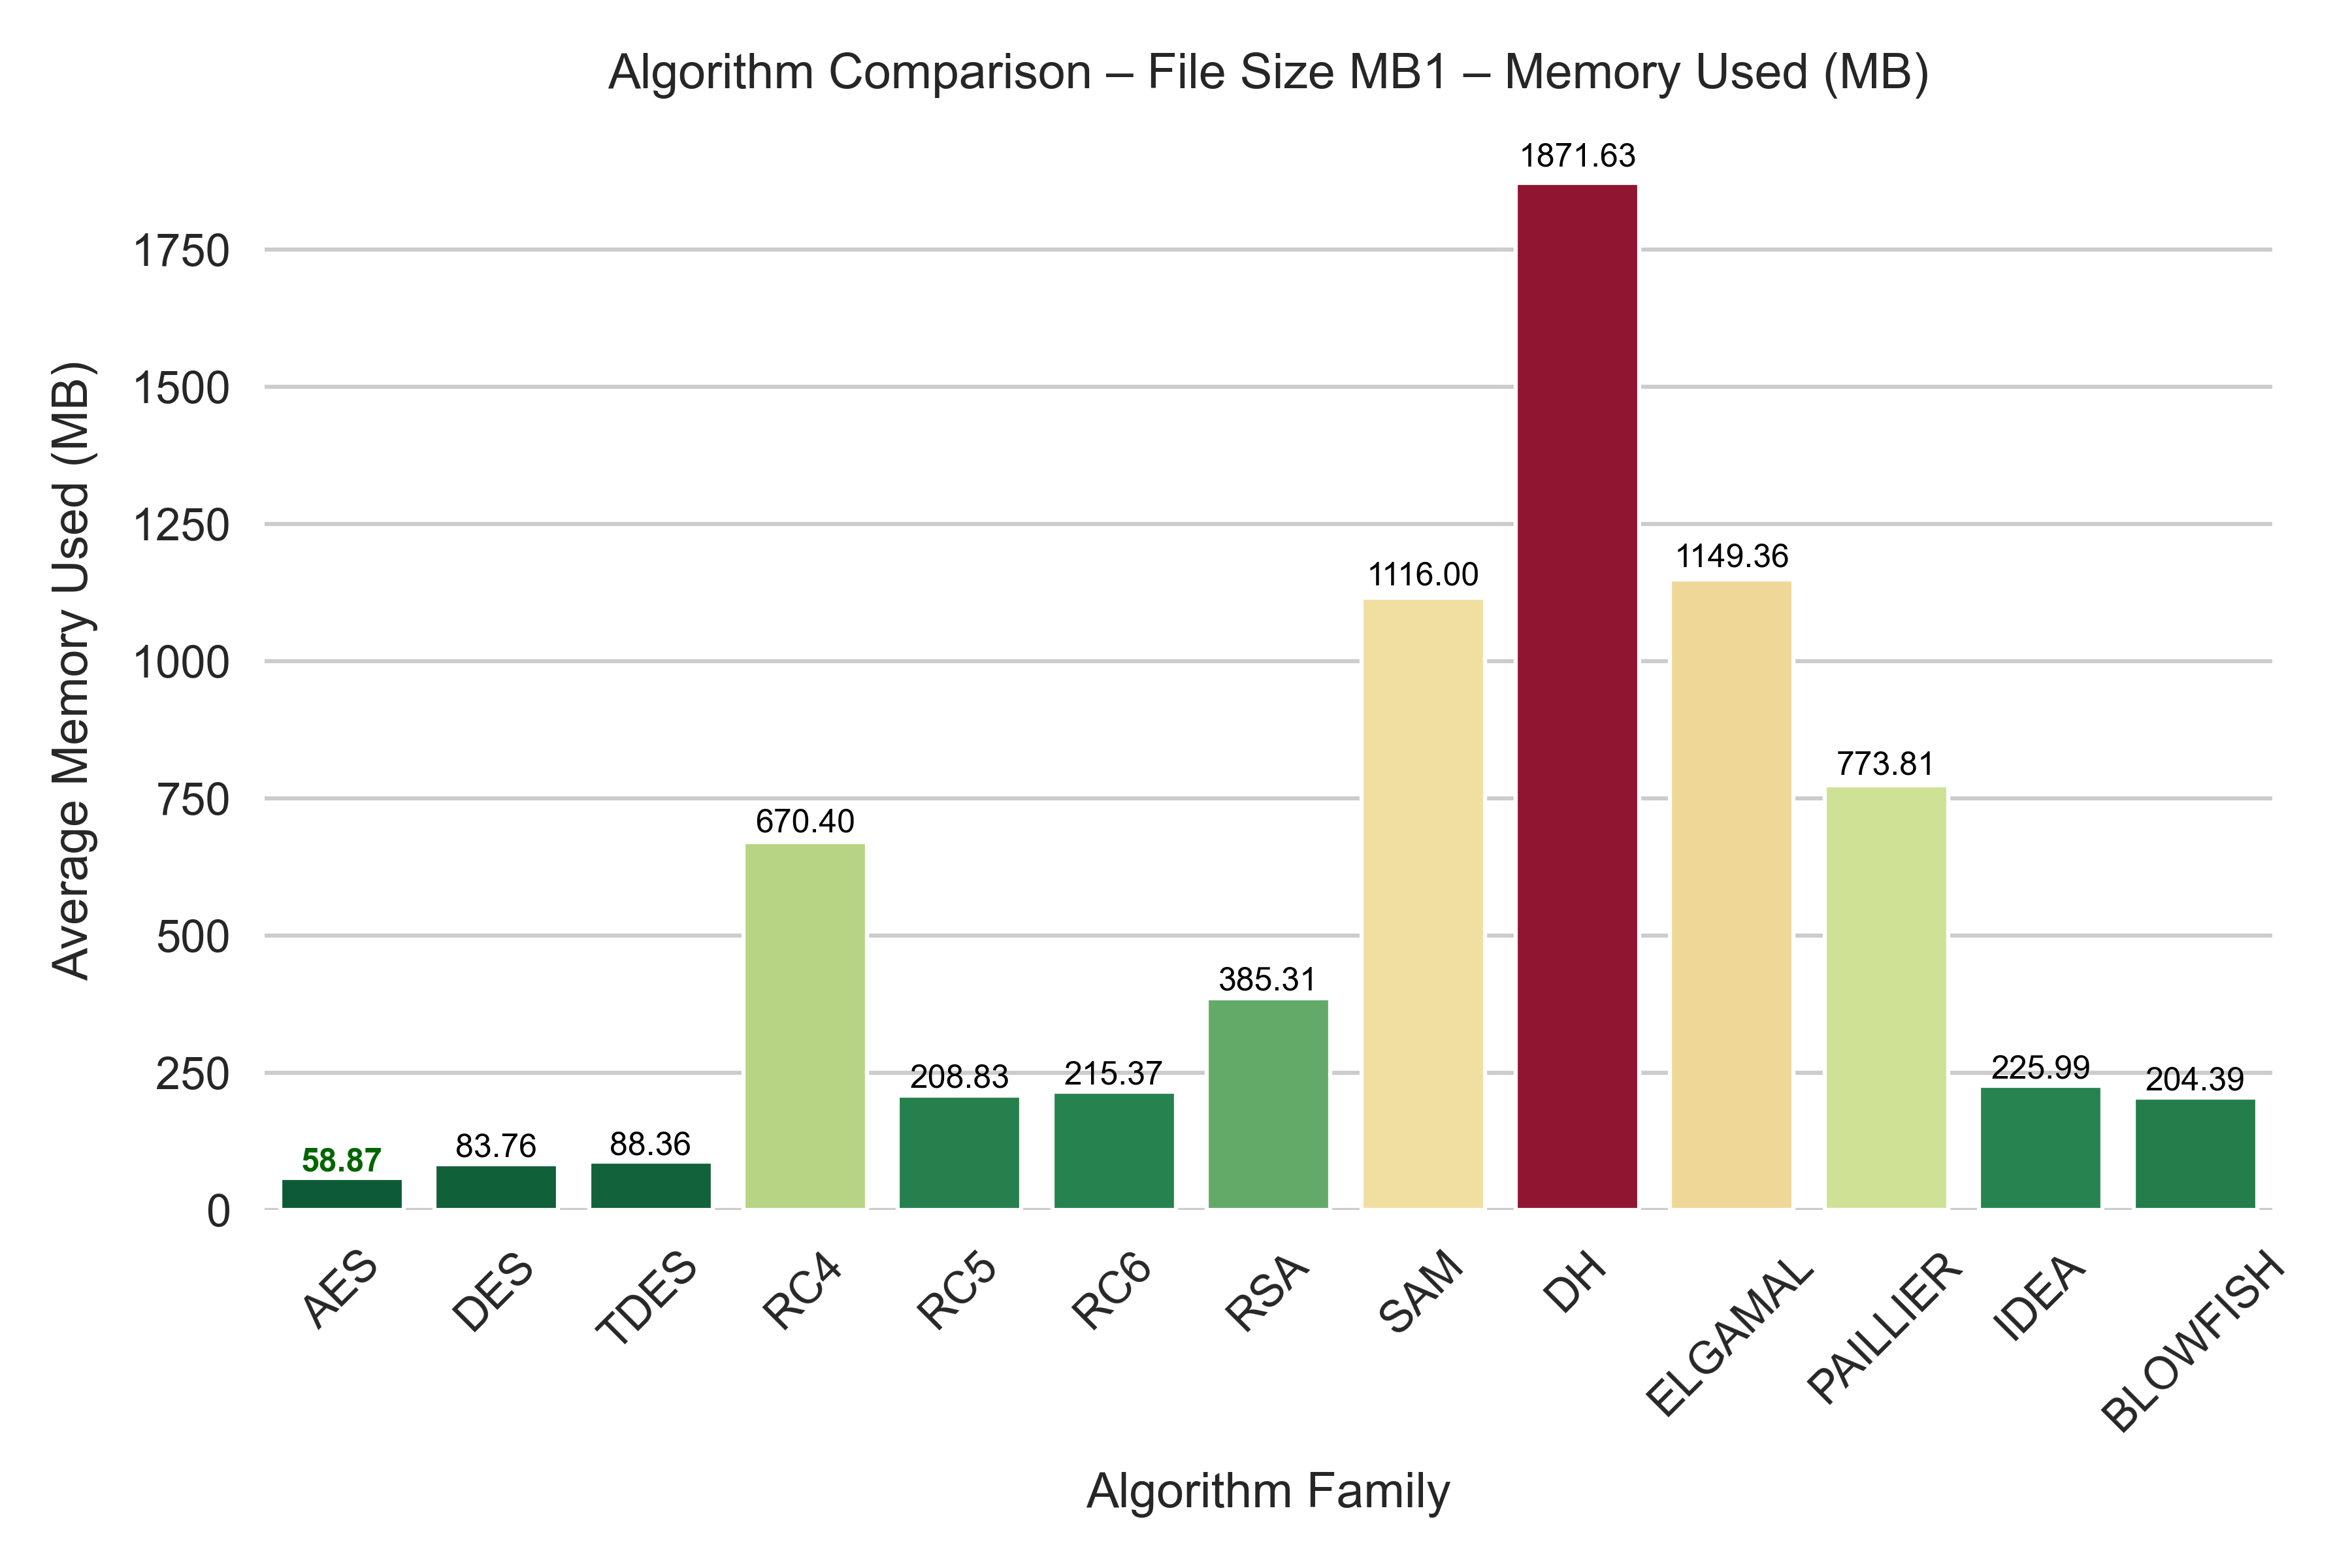 Algorithm Comparison – File Size MB1 – Memory Used (MB)
Average Memory Used (MB)
1750
1500
1250
1000
750
500
250
0
58.87
83.76
88.36
670.40
208.83
215.37
385.31
1116.00
1871.63
1149.36
773.81
225.99
204.39
AES
DES
TDES
RC4
RC5
RC6
RSA
SAM
DH
ELGAMAL
PAILLIER
IDEA
BLOWFISH
Algorithm Family